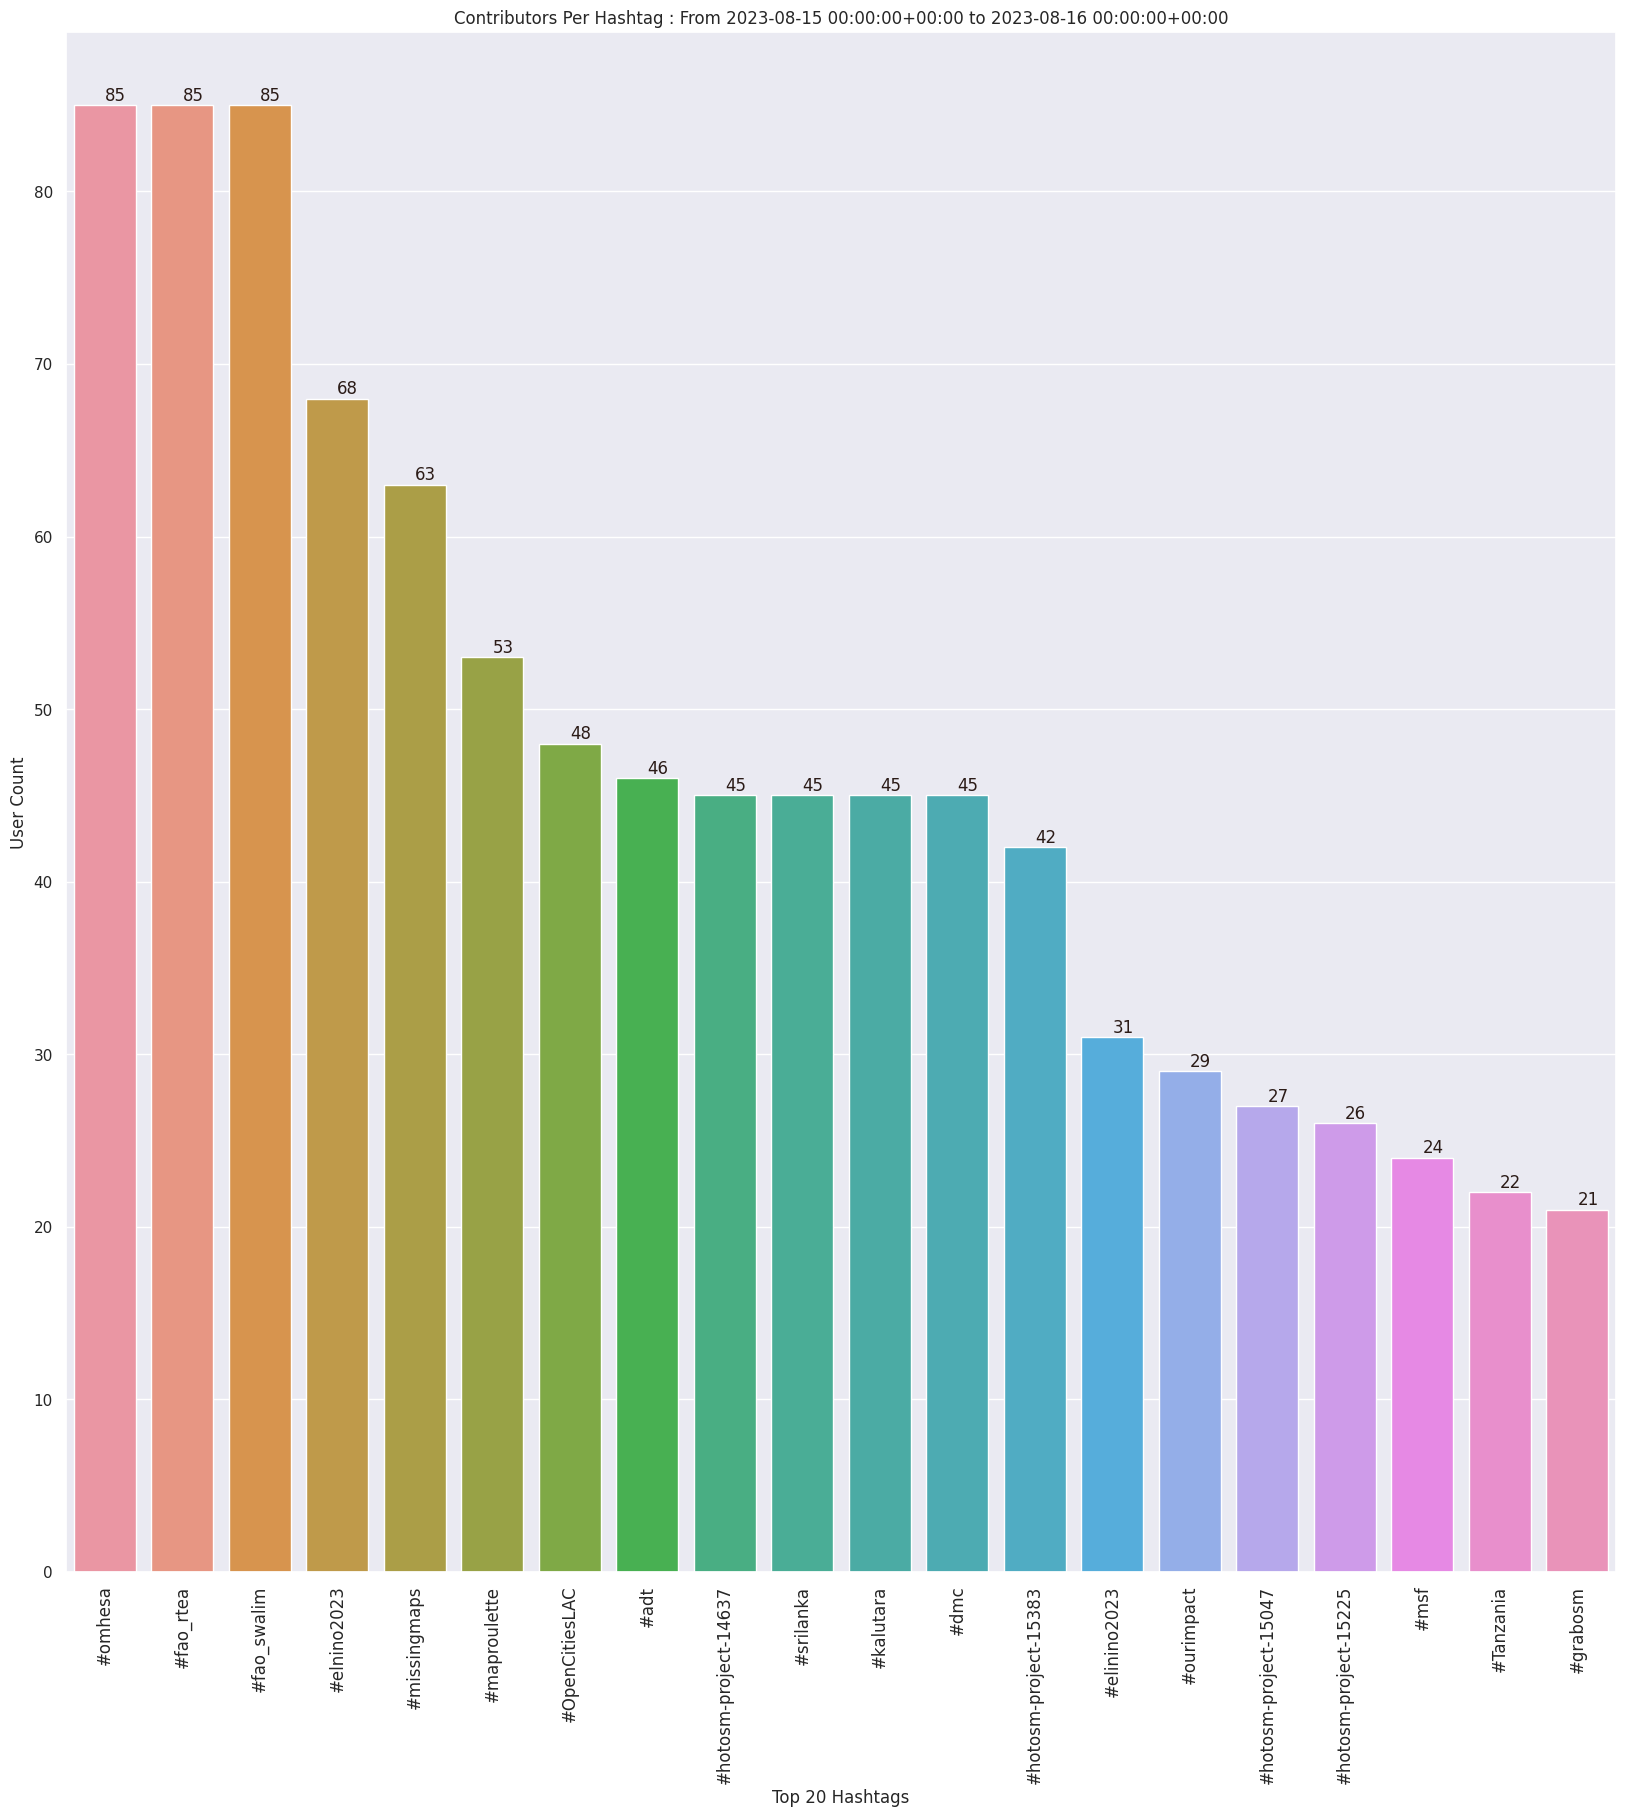 Contributors Per Hashtag : From 2023-08-15 00:00:00+00:00 to 2023-08-16 00:00:00+00:00
User Count
80
70
60
50
40
30
20
10
0
85
85
85
68
63
53
48
46
45
45
45
45
42
31
29
27
26
24
22
21
#omhesa
#fao_rtea
#fao_swalim
#elnino2023
#missingmaps
#maproulette
#OpenCitiesLAC
#adt
#hotosm-project-14637
#srilanka
#kalutara
#dmc
#hotosm-project-15383
#elinino2023
#ourimpact
#hotosm-project-15047
#hotosm-project-15225
#msf
#Tanzania
#grabosm
Top 20 Hashtags